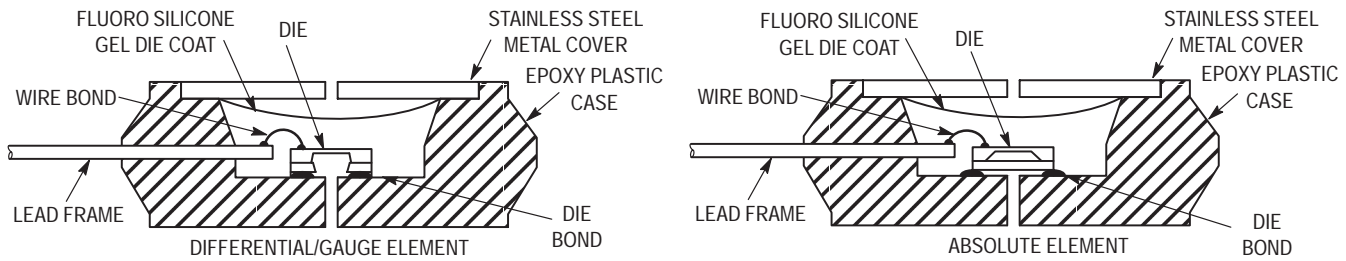 FLUORO SILICONE
GEL DIE COAT
DIE
STAINLESS STEEL
METAL COVER
EPOXY PLASTIC
CASE
WIRE BOND
LEAD FRAME
DIE
BOND
DIFFERENTIAL/GAUGE ELEMENT
FLUORO SILICONE
GEL DIE COAT
DIE
STAINLESS STEEL
METAL COVER
EPOXY PLASTIC
CASE
WIRE BOND
LEAD FRAME
DIE
BOND
ABSOLUTE ELEMENT